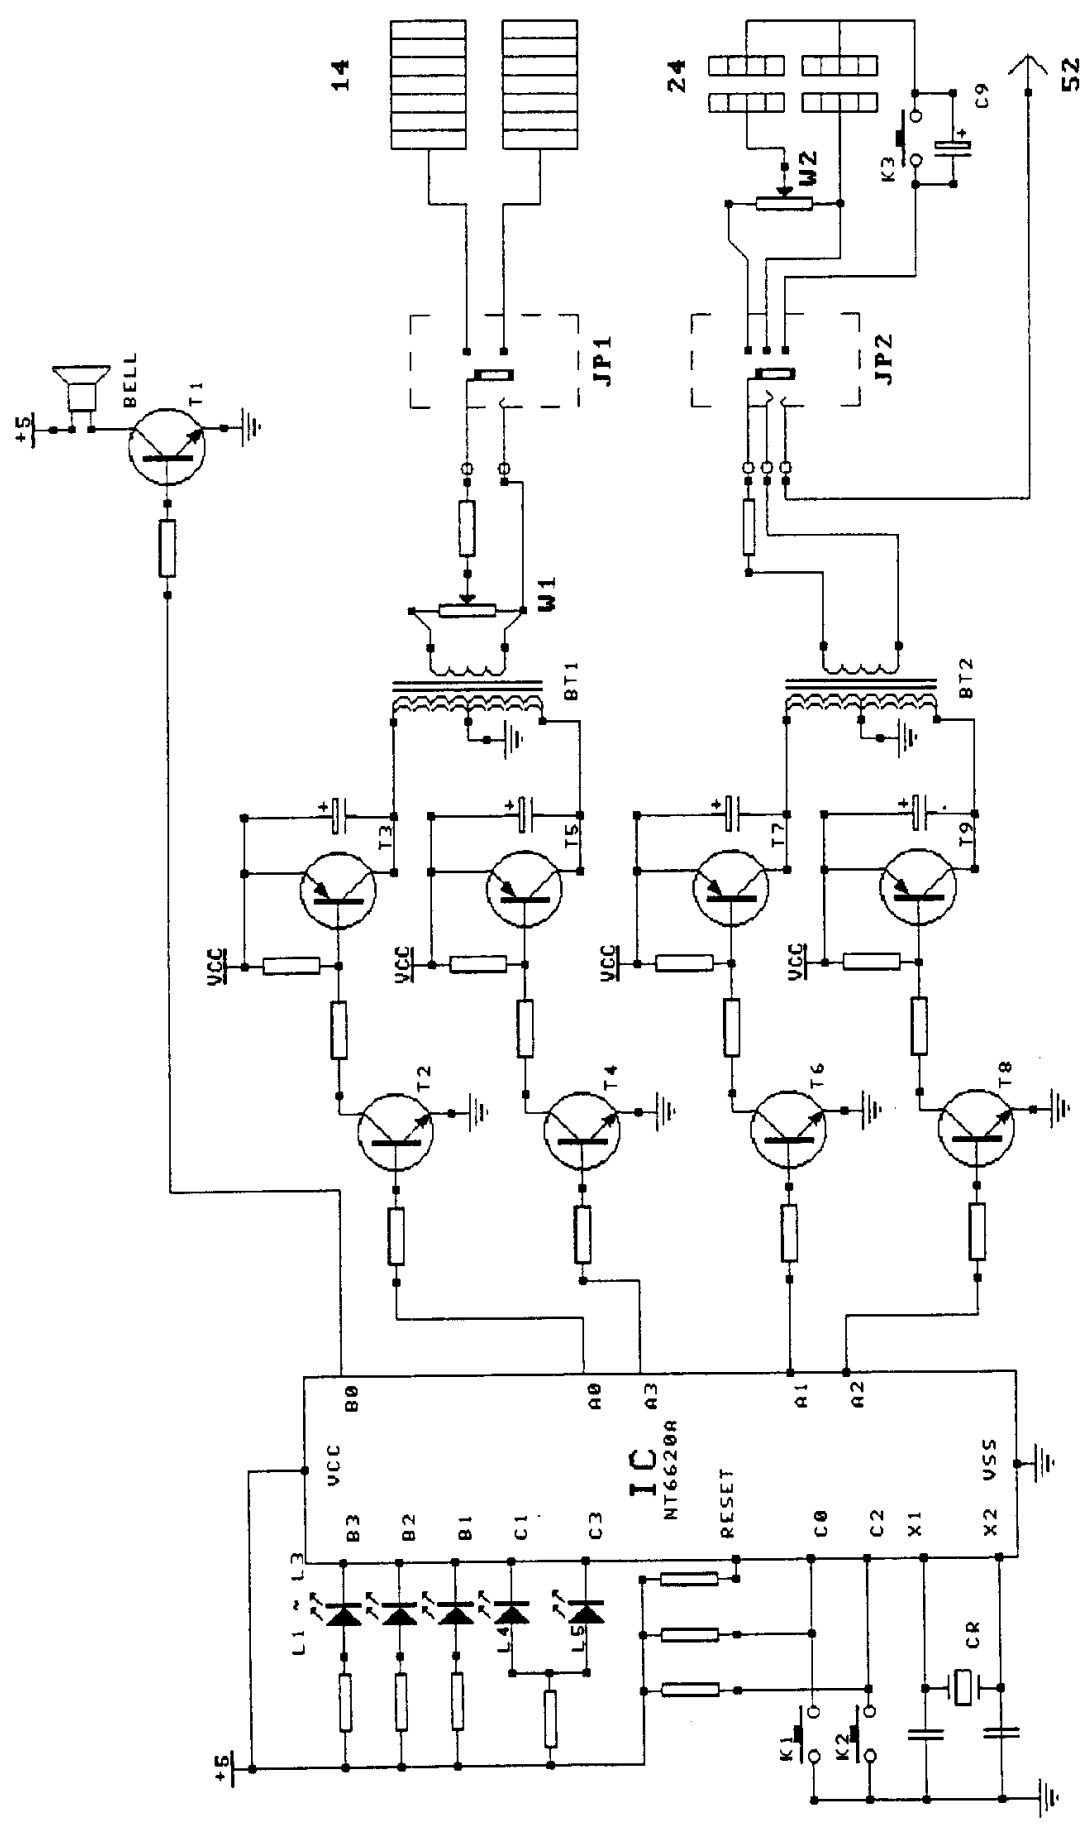 14
24
52
C9
K3
W2
+5
BELL
T1
JP1
JP2
W1
BT1
BT2
T3
T5
T7
T9
VCC
VCC
VCC
VCC
T2
T4
T6
T8
B0
A0
A3
A1
A2
VCC
IC
NT6620A
VSS
RESET
B3
B2
B1
C1
C3
C0
C2
X1
X2
L1 ~ L3
L4
L5
CR
K1
K2
+5